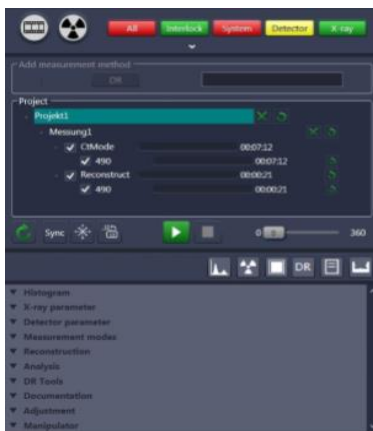 All Interlock System Detector X-ray
Add measurement method
DR
Project
Projekt1
Messung1
CtMode 00:07:12
490 00:07:12
Reconstruct 00:00:21
490 00:00:21
Sync 0 360
DR
Histogram
X-ray parameter
Detector parameter
Measurement modes
Reconstruction
Analysis
DR Tools
Documentation
Adjustment
Manipulator